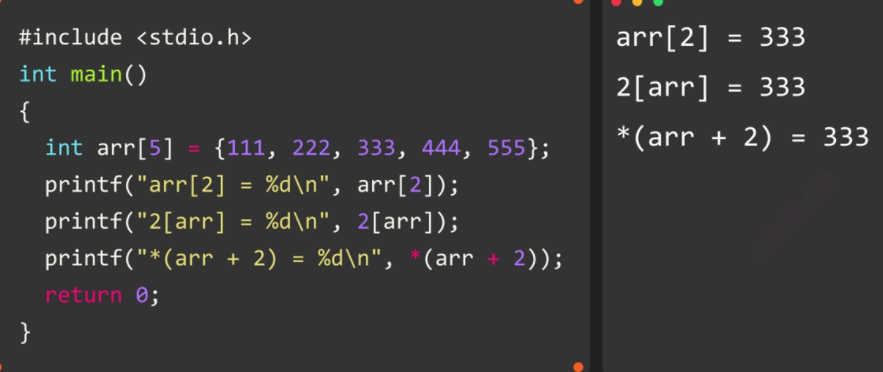 #include <stdio.h>
int main()
{
  int arr[5] = {111, 222, 333, 444, 555};
  printf("arr[2] = %d\n", arr[2]);
  printf("2[arr] = %d\n", 2[arr]);
  printf("*(arr + 2) = %d\n", *(arr + 2));
  return 0;
}
arr[2] = 333
2[arr] = 333
*(arr + 2) = 333